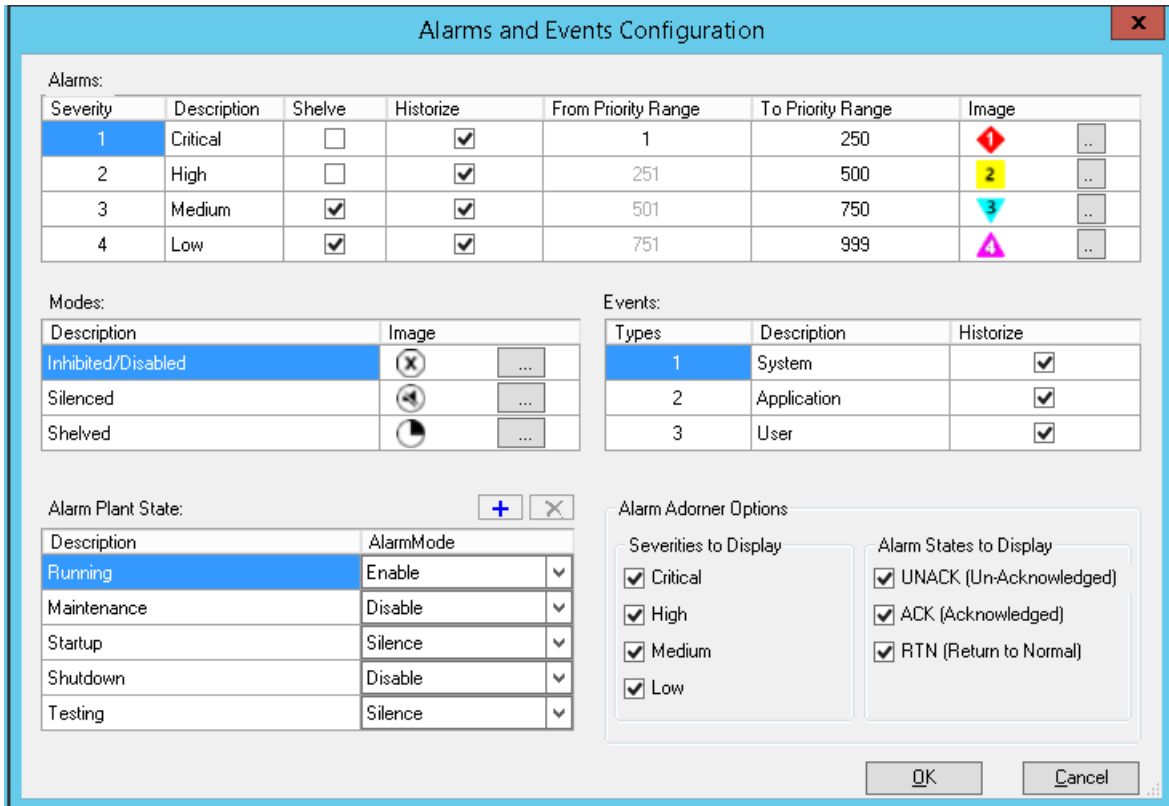 Alarms and Events Configuration
x
Alarms:
Severity Description Shelve Historize From Priority Range To Priority Range Image
1 Critical 1 250 1 ..
2 High 251 500 2 ..
3 Medium 501 750 3 ..
4 Low 751 999 4 ..
Modes:
Description Image
Inhibited/Disabled x ...
Silenced ...
Shelved ...
Events:
Types Description Historize
1 System
2 Application
3 User
Alarm Plant State:
Description AlarmMode
Running Enable
Maintenance Disable
Startup Silence
Shutdown Disable
Testing Silence
Alarm Adorner Options
Severities to Display
Critical
High
Medium
Low
Alarm States to Display
UNACK (Un-Acknowledged)
ACK (Acknowledged)
RTN (Return to Normal)
OK Cancel